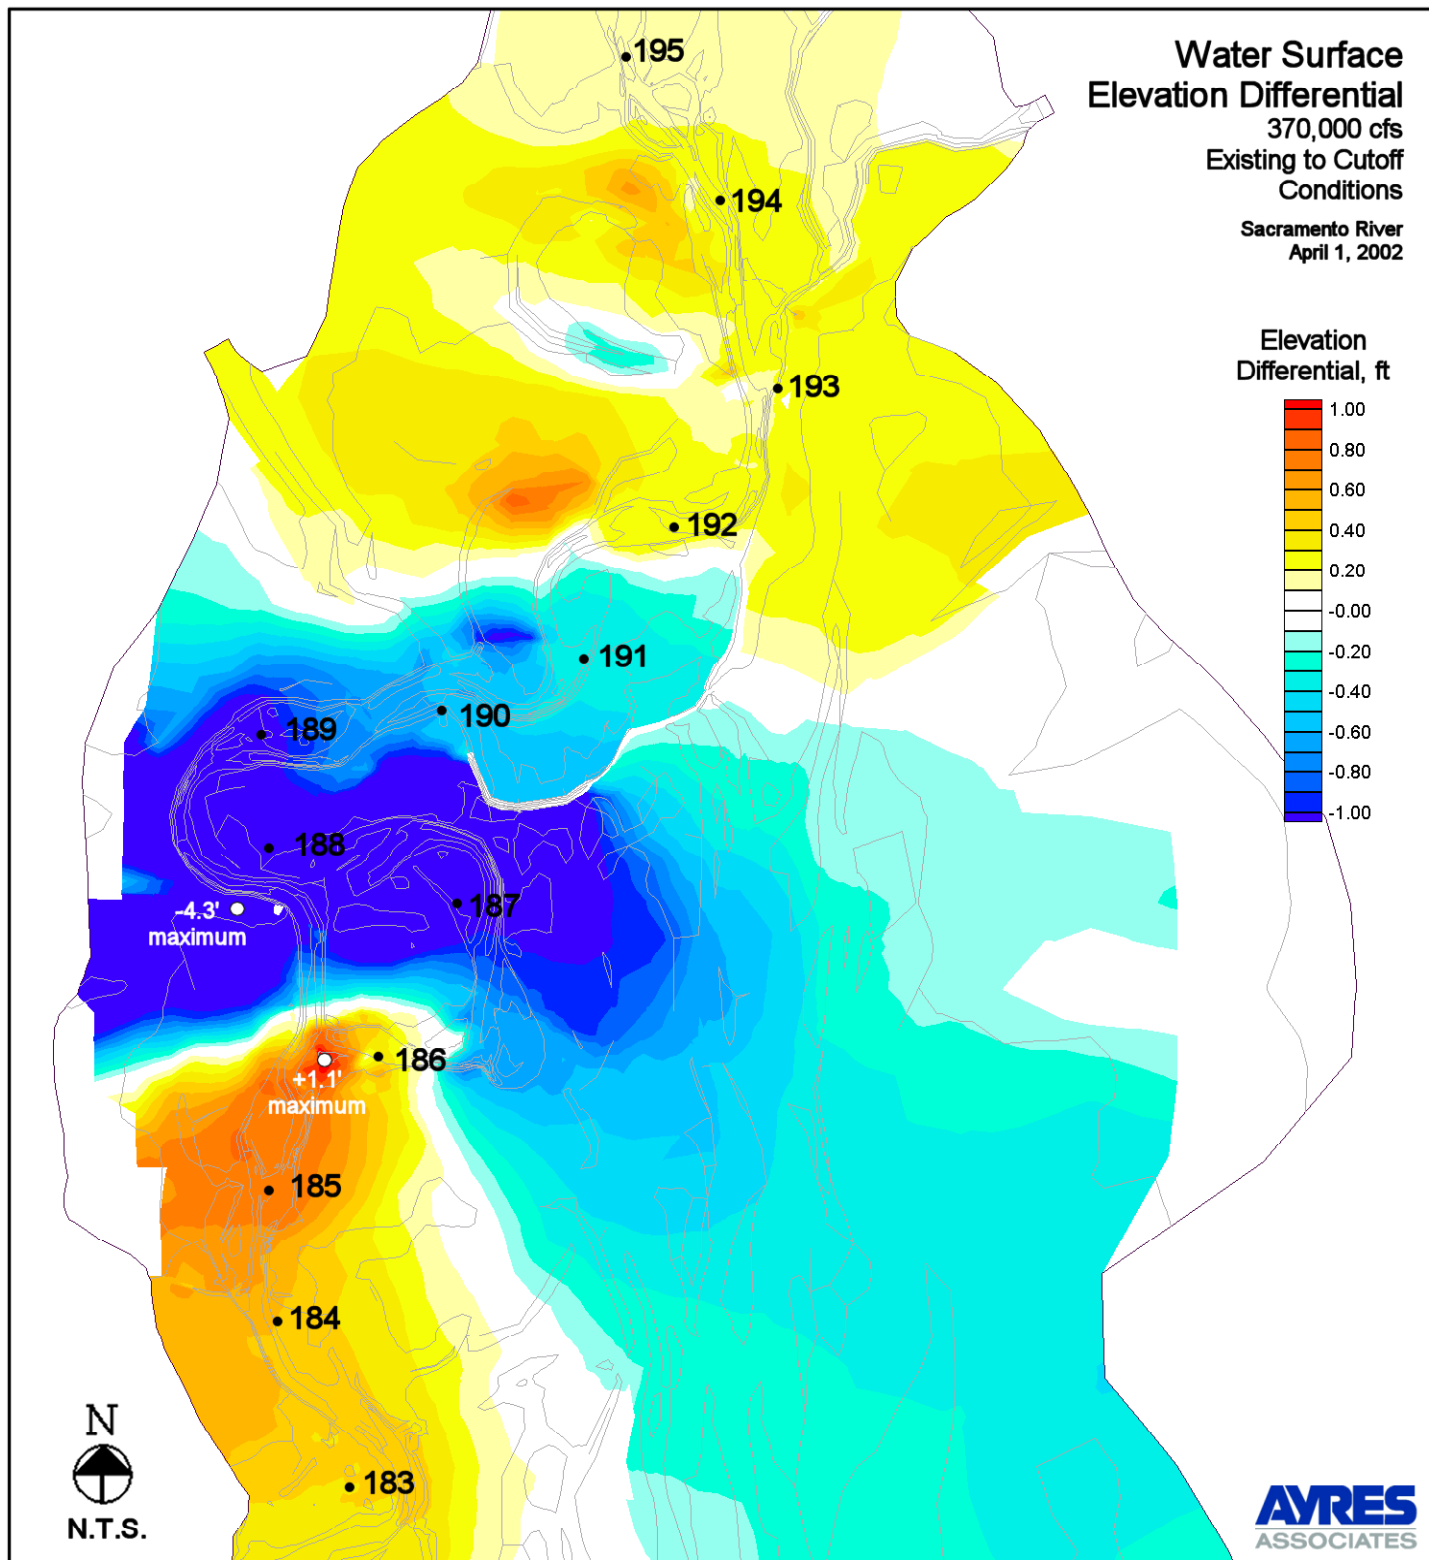 Water Surface
Elevation Differential
370,000 cfs
Existing to Cutoff
Conditions
Sacramento River
April 1, 2002
Elevation
Differential, ft
1.00
0.80
0.60
0.40
0.20
-0.00
-0.20
-0.40
-0.60
-0.80
-1.00
195
194
193
192
191
190
189
188
187
-4.3'
maximum
186
+1.1'
maximum
185
184
183
N
N.T.S.
AYRES
ASSOCIATES